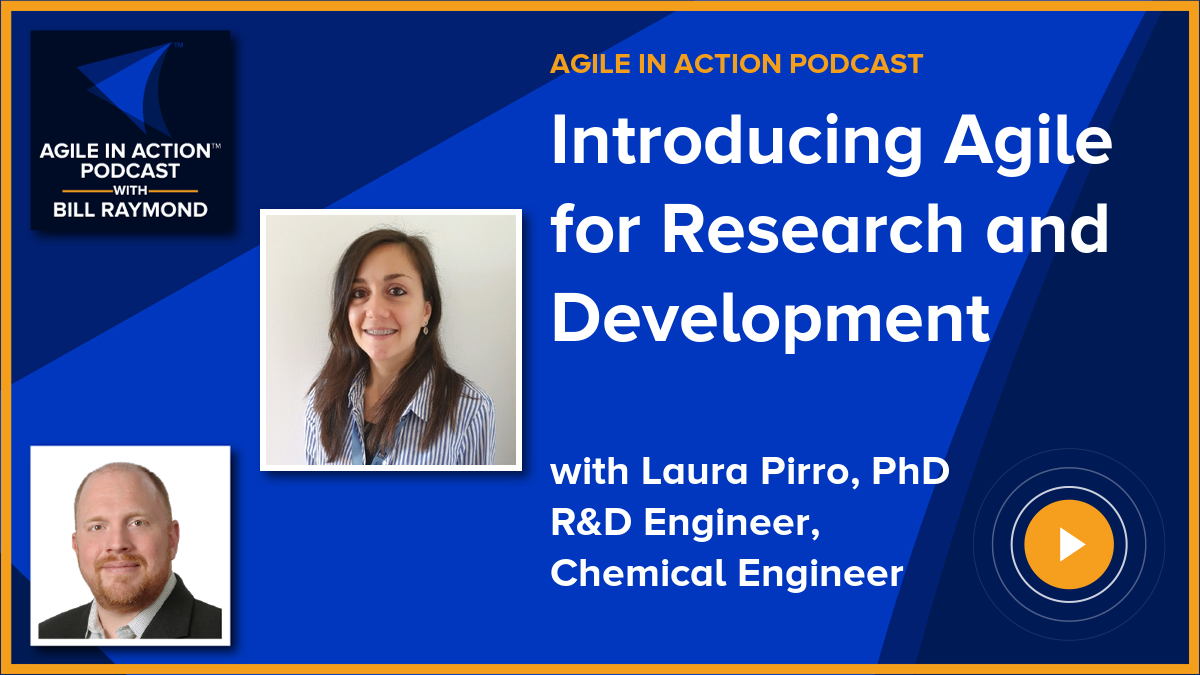 ™
AGILE IN ACTION™
PODCAST
WITH
BILL RAYMOND
AGILE IN ACTION PODCAST
Introducing Agile
for Research and
Development
with Laura Pirro, PhD
R&D Engineer,
Chemical Engineer